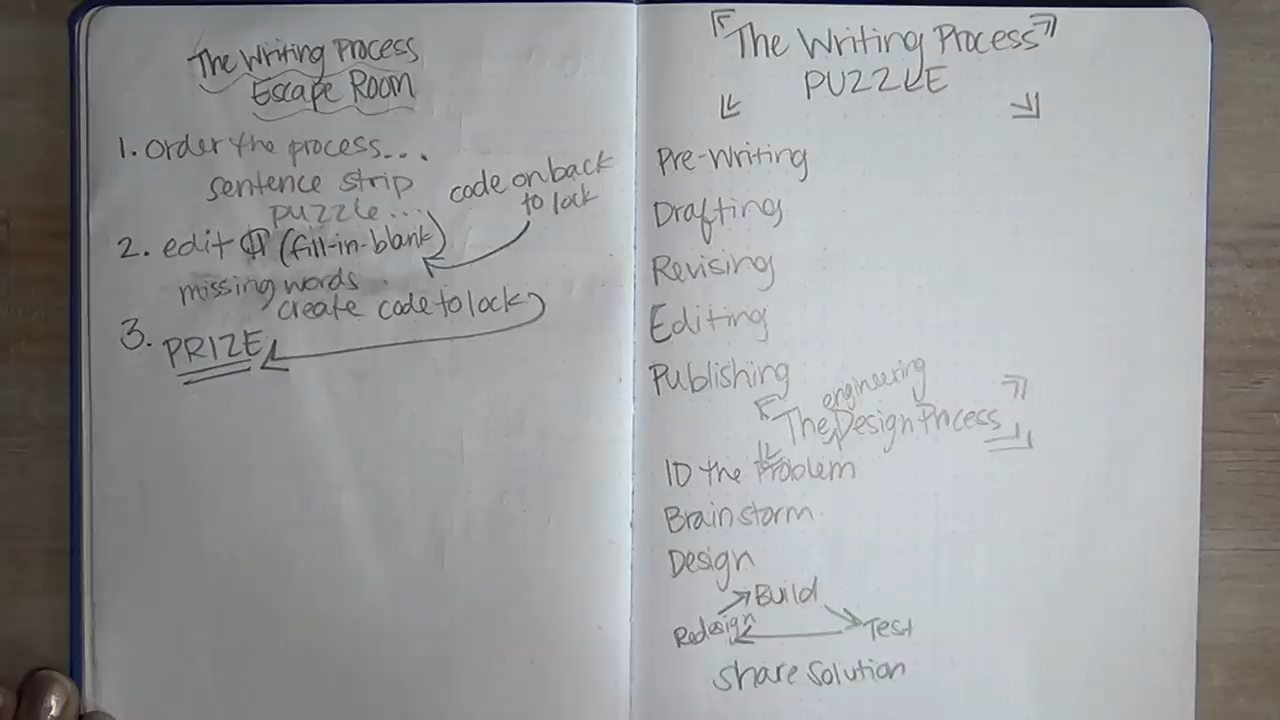 The Writing Process
Escape Room
1. order the process...
sentence strip
puzzle...
code on back
to lock
2. edit ¶ (fill-in-blank)
missing words
create code to lock
3. PRIZE
The Writing Process
PUZZLE
Pre-Writing
Drafting
Revising
Editing
Publishing
engineering
The Design Process
ID the Problem
Brainstorm
Design
Build
Redesign
Test
Share Solution